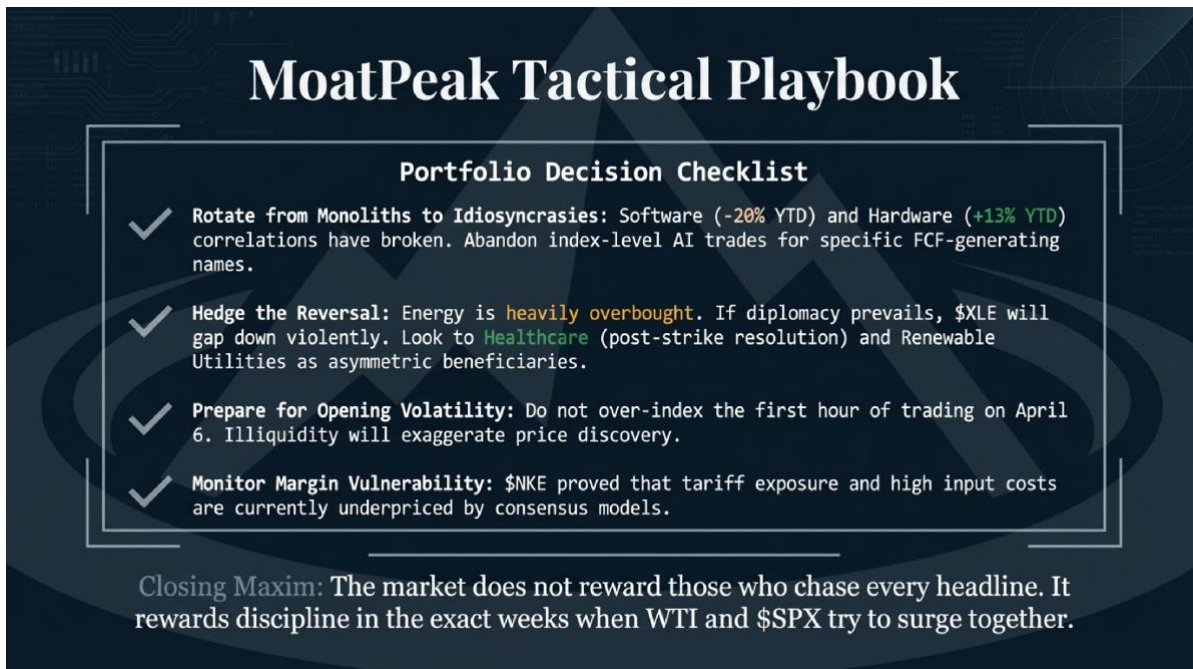 MoatPeak Tactical Playbook
Portfolio Decision Checklist
Rotate from Monoliths to Idiosyncrasies: Software (-20% YTD) and Hardware (+13% YTD)
correlations have broken. Abandon index-level AI trades for specific FCF-generating
names.
Hedge the Reversal: Energy is heavily overbought. If diplomacy prevails, $XLE will
gap down violently. Look to Healthcare (post-strike resolution) and Renewable
Utilities as asymmetric beneficiaries.
Prepare for Opening Volatility: Do not over-index the first hour of trading on April
6. Illiquidity will exaggerate price discovery.
Monitor Margin Vulnerability: $NKE proved that tariff exposure and high input costs
are currently underpriced by consensus models.
Closing Maxim: The market does not reward those who chase every headline. It
rewards discipline in the exact weeks when WTI and $SPX try to surge together.